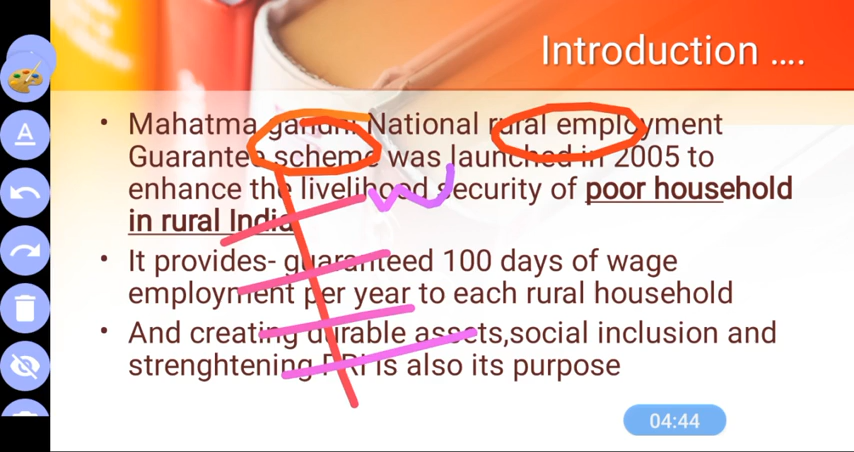 Introduction ....
• Mahatma gandhi National rural employment
Guarantee scheme was launched in 2005 to
enhance the livelihood security of poor household
in rural India
• It provides- guaranteed 100 days of wage
employment per year to each rural household
• And creating durable assets,social inclusion and
strenghtening PRI is also its purpose
A
04:44